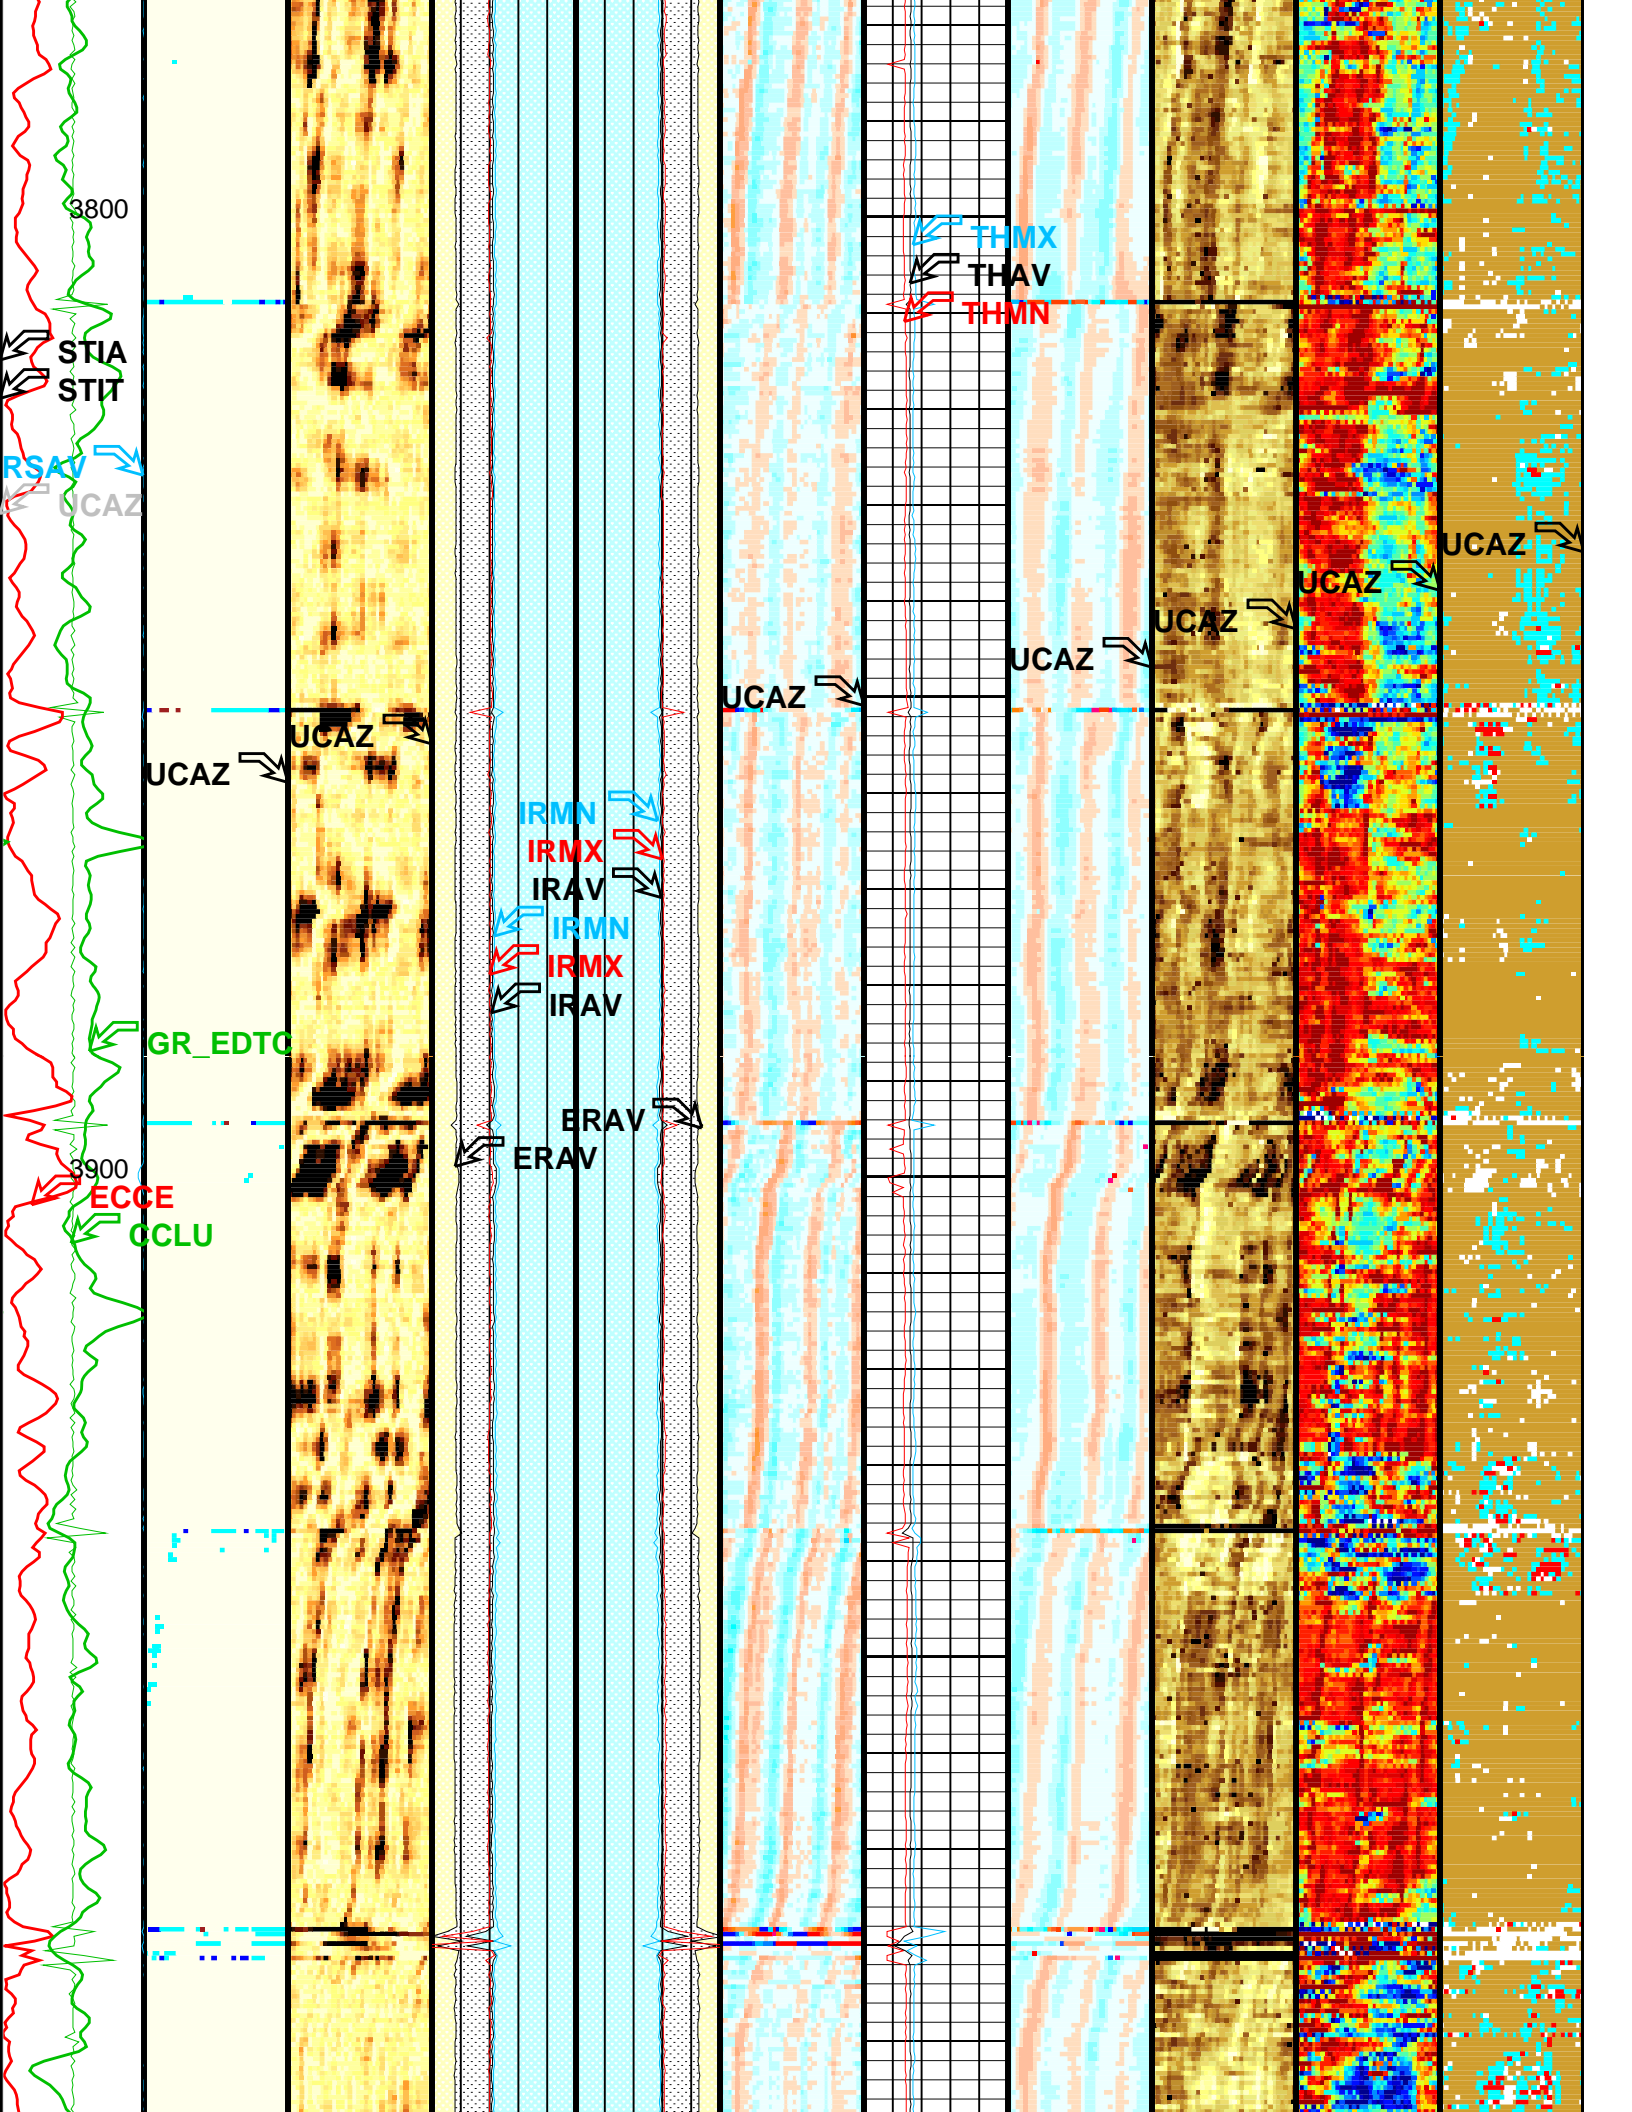 3800
THMX
THAV
THMN
STIA
STIT
RSAV
UCAZ
UCAZ
UCAZ
UCAZ
UCAZ
UCAZ
UCAZ
UCAZ
IRMN
IRMX
IRAV
IRMN
IRMX
IRAV
GR_EDTC
ERAV
ERAV
3900
ECCE
CCLU